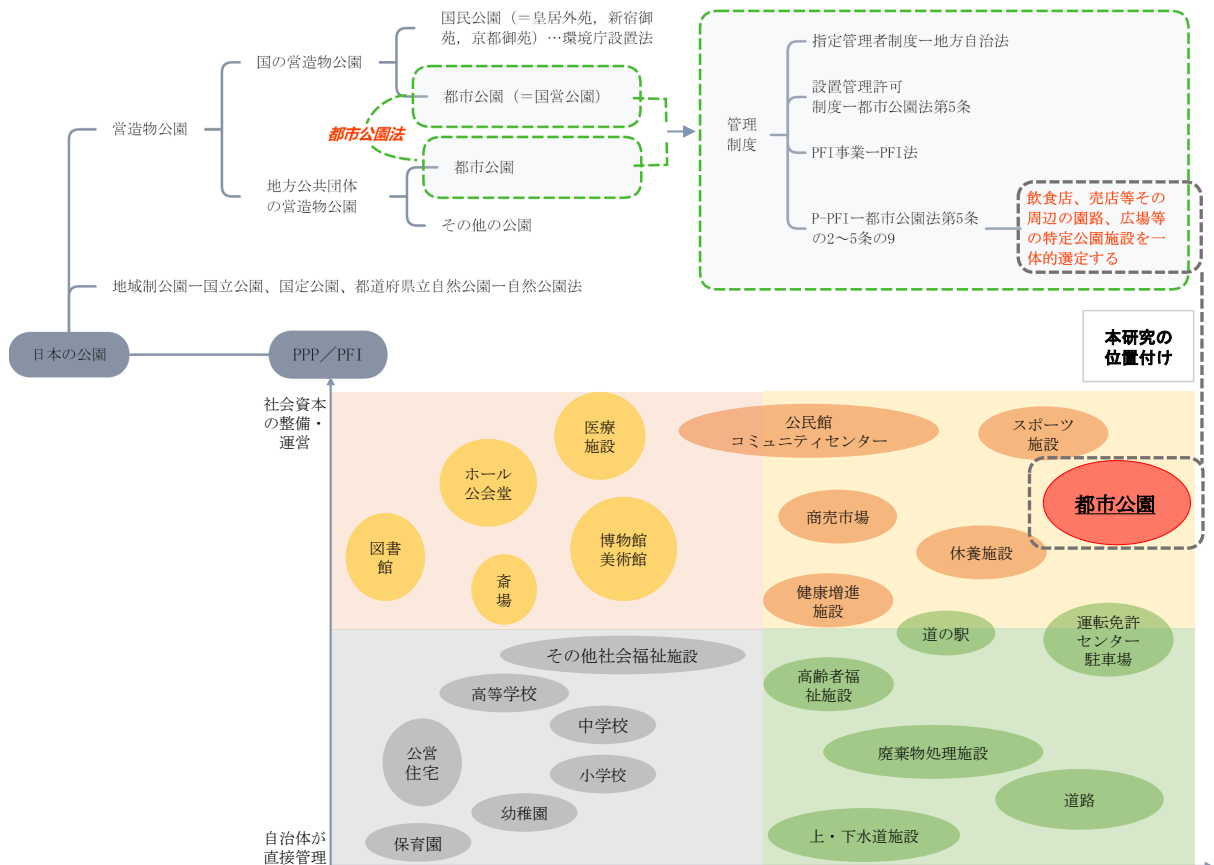 国民公園（＝皇居外苑，新宿御
苑，京都御苑）…環境庁設置法
国の営造物公園
都市公園（＝国営公園）
営造物公園
都市公園法
都市公園
地方公共団体
の営造物公園
その他の公園
管理
制度
指定管理者制度ー地方自治法
設置管理許可
制度ー都市公園法第5条
PFI事業ーPFI法
P-PFIー都市公園法第5条
の2～5条の9
飲食店、売店等その
周辺の園路、広場等
の特定公園施設を一
体的選定する
地域制公園ー国立公園、国定公園、都道府県立自然公園ー自然公園法
日本の公園
PPP／PFI
本研究の
位置付け
社会資本
の整備・
運営
医療
施設
公民館
コミュニティセンター
スポーツ
施設
ホール
公会堂
都市公園
商売市場
図書
館
博物館
美術館
休養施設
斎
場
健康増進
施設
道の駅
運転免許
センター
駐車場
その他社会福祉施設
高等学校
高齢者福
祉施設
中学校
公営
住宅
廃棄物処理施設
小学校
道路
幼稚園
保育園
上・下水道施設
自治体が
直接管理